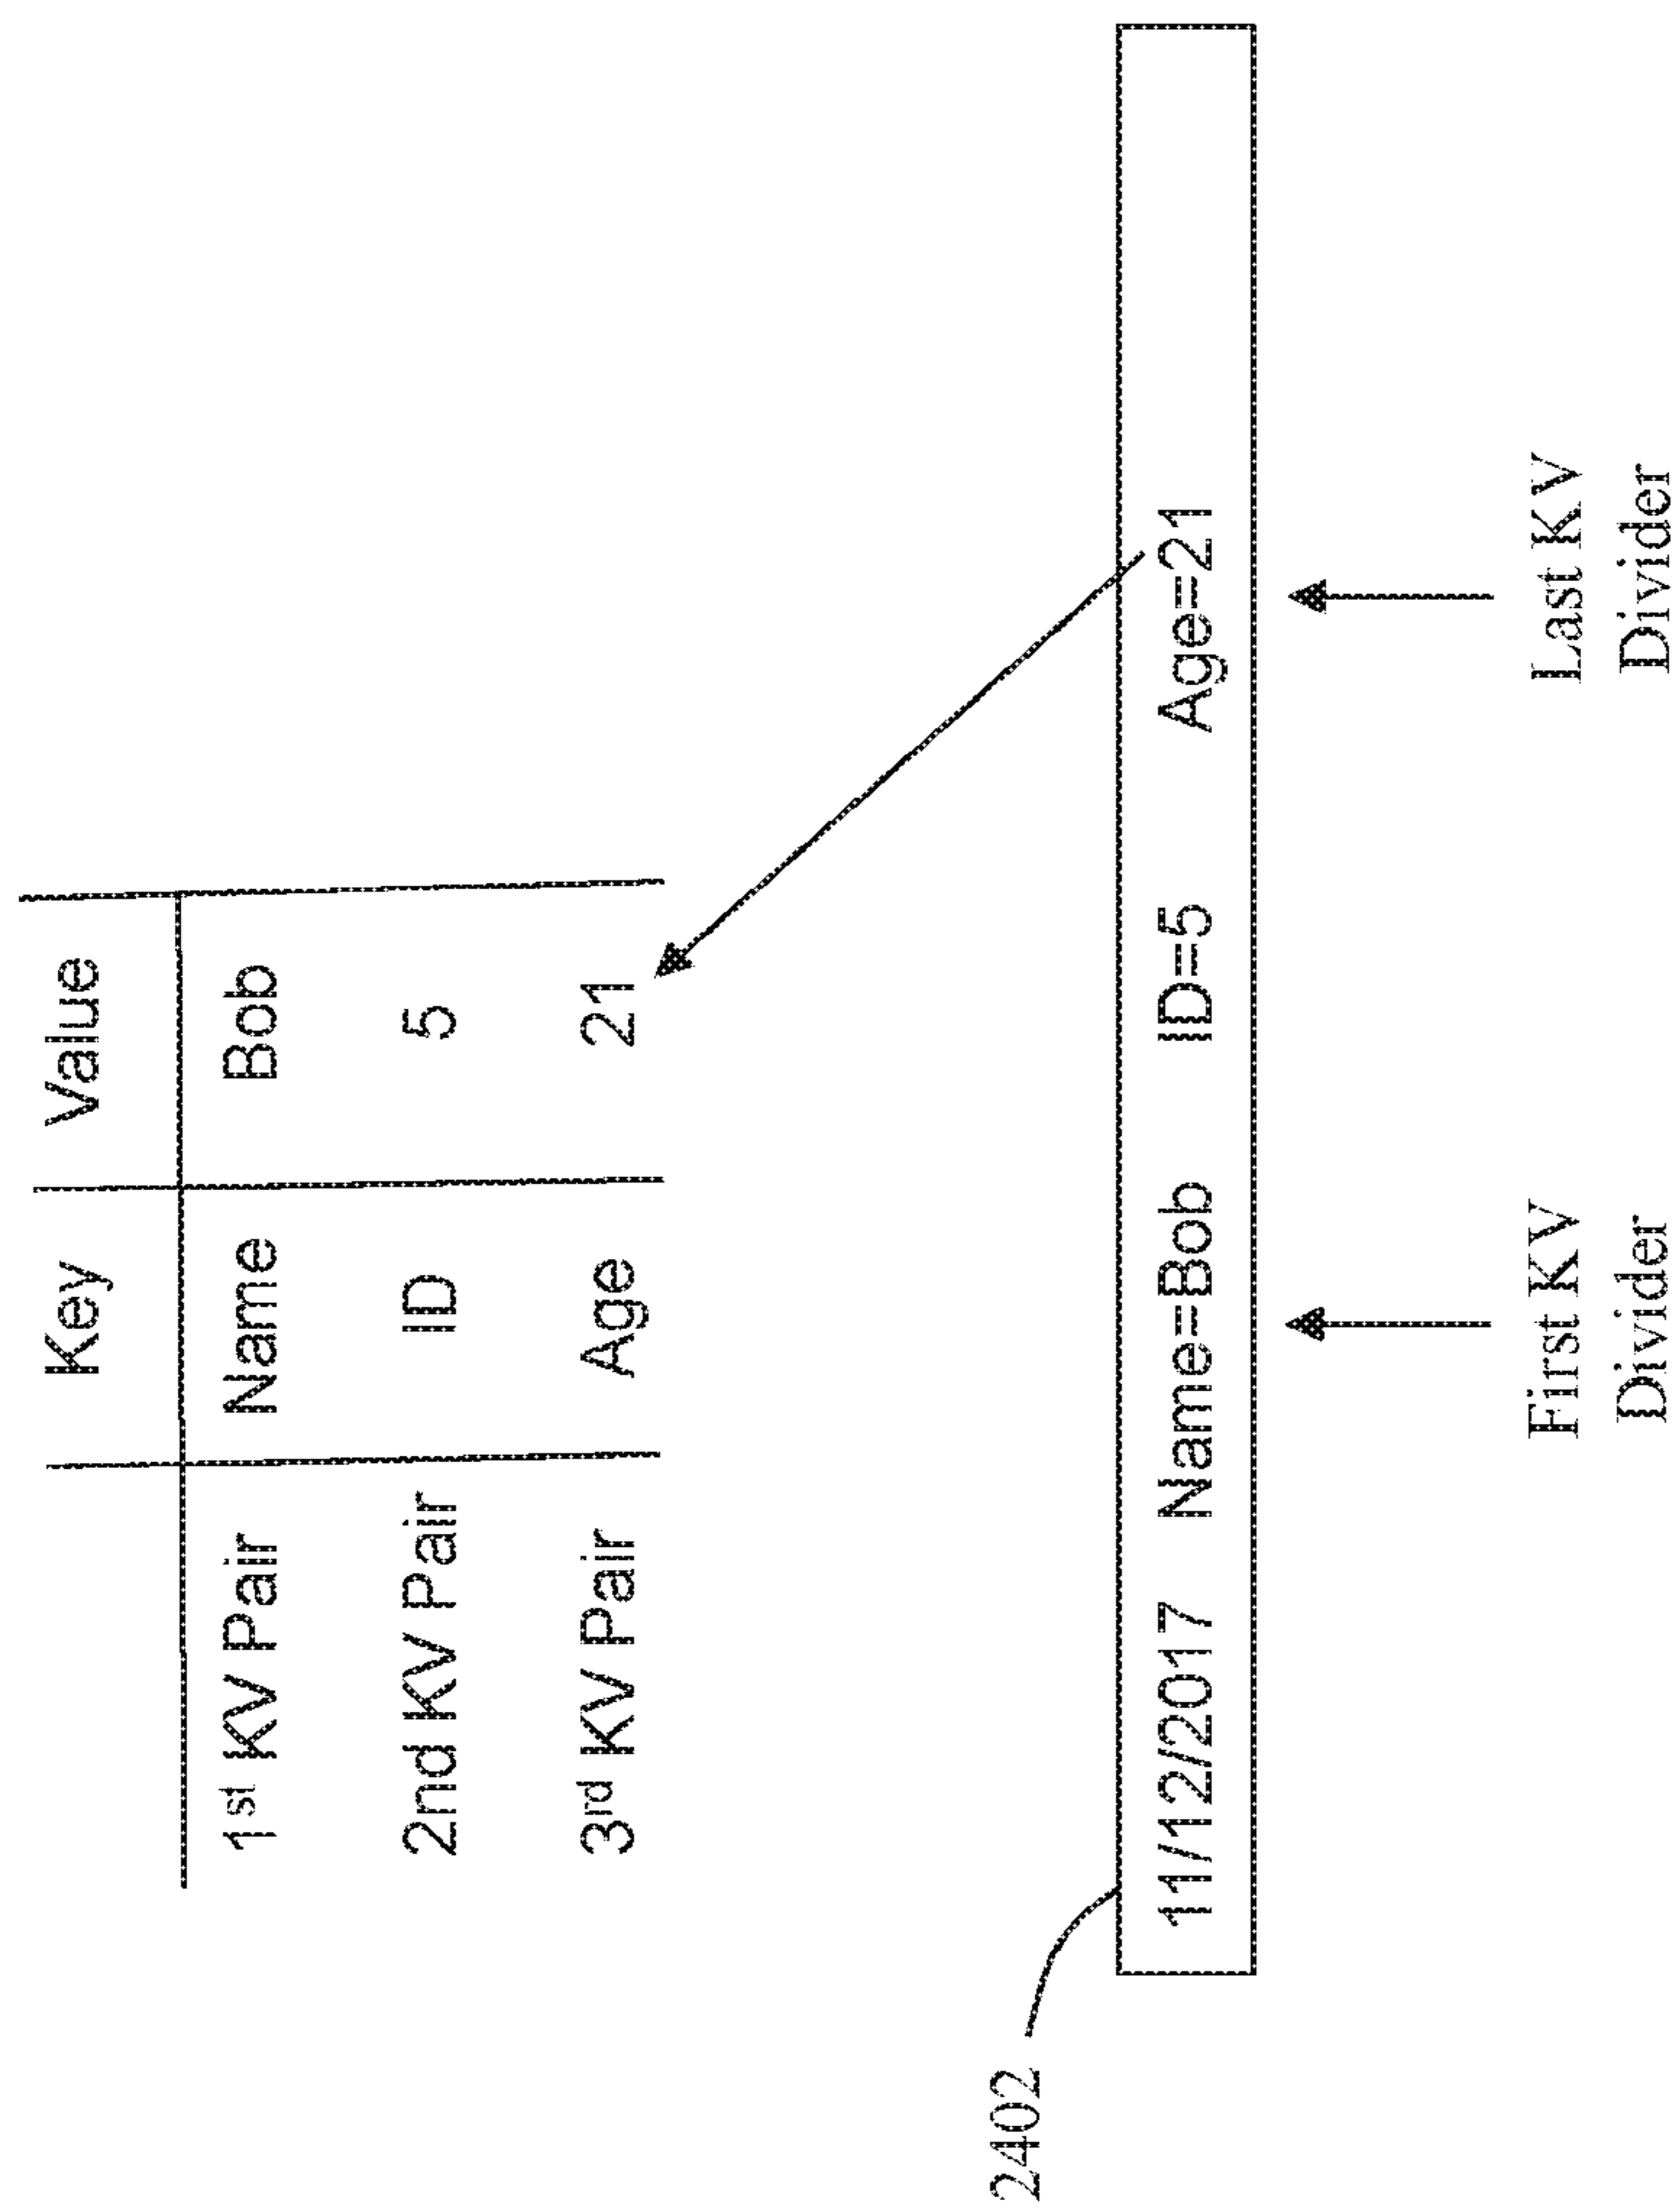 Key Value
1st KV Pair Name Bob
2nd KV Pair ID 5
3rd KV Pair Age 21
2402
11/12/2017 Name=Bob ID=5 Age=21
First KV Last KV
Divider Divider